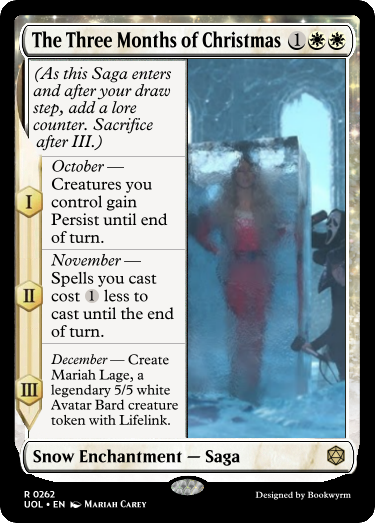 The Three Months of Christmas 1
(As this Saga enters
and after your draw
step, add a lore
counter. Sacrifice
after III.)
I
October —
Creatures you
control gain
Persist until end
of turn.
II
November —
Spells you cast
cost 1 less to
cast until the end
of turn.
III
December — Create
Mariah Lage, a
legendary 5/5 white
Avatar Bard creature
token with Lifelink.
Snow Enchantment — Saga
R 0262
UOL • EN Mariah Carey
Designed by Bookwyrm